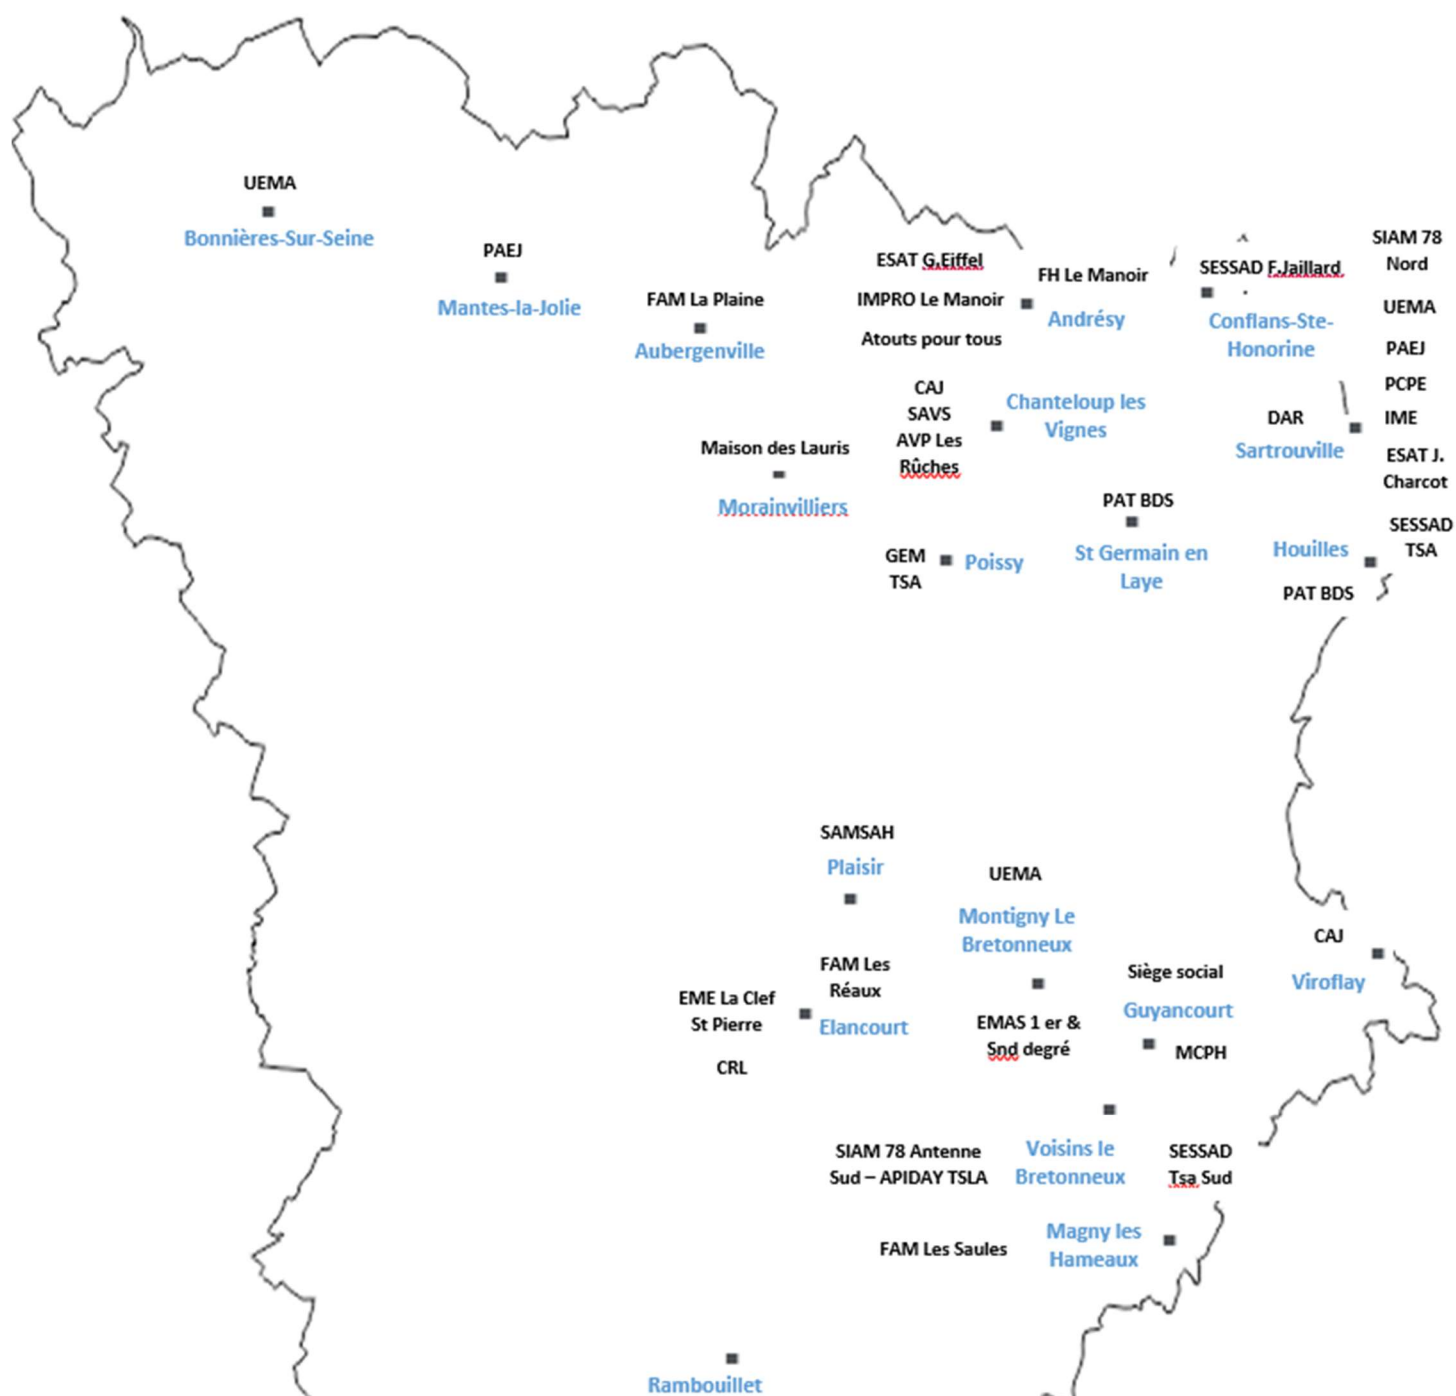 UEMA
Bonnières-Sur-Seine
PAEJ
Mantes-la-Jolie
FAM La Plaine
Aubergenville
ESAT G.Eiffel
IMPRO Le Manoir
Atouts pour tous
FH Le Manoir
Andrésy
SESSAD F.Jaillard
Conflans-Ste-
Honorine
SIAM 78
Nord
UEMA
PAEJ
PCPE
IME
ESAT J.
Charcot
DAR
Sartrouville
CAJ
SAVS
AVP Les
Rûches
Chanteloup les
Vignes
Maison des Lauris
Morainvilliers
PAT BDS
St Germain en
Laye
GEM
TSA
Poissy
Houilles
SESSAD
TSA
PAT BDS
SAMSAH
Plaisir
UEMA
Montigny Le
Bretonneux
EMAS 1 er &
Snd degré
FAM Les
Réaux
EME La Clef
St Pierre
CRL
Elancourt
Siège social
Guyancourt
MCPH
CAJ
Viroflay
SIAM 78 Antenne
Sud – APIDAY TSLA
Voisins le
Bretonneux
SESSAD
Tsa Sud
FAM Les Saules
Magny les
Hameaux
Rambouillet